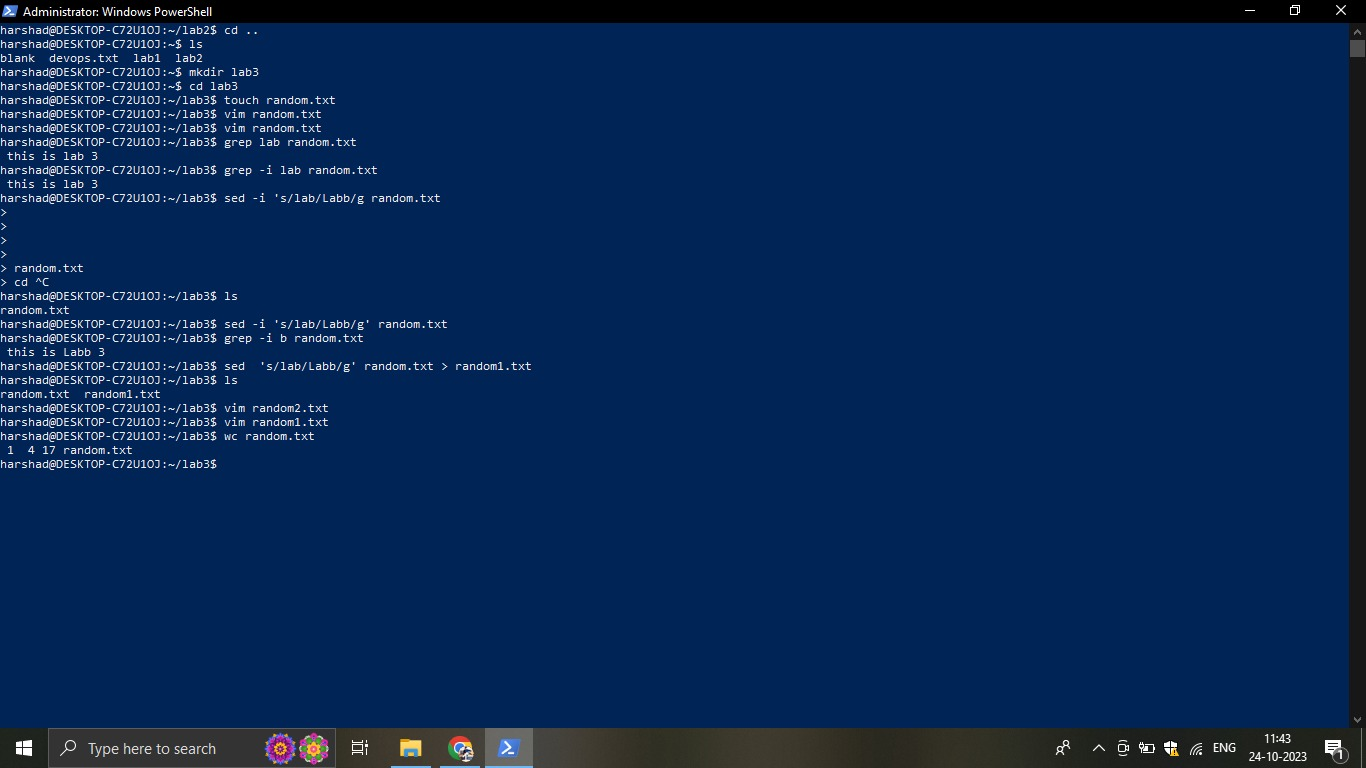 Administrator: Windows PowerShell
harshad@DESKTOP-C72U1OJ:~/lab2$ cd ..
harshad@DESKTOP-C72U1OJ:~$ ls
blank  devops.txt  lab1  lab2
harshad@DESKTOP-C72U1OJ:~$ mkdir lab3
harshad@DESKTOP-C72U1OJ:~$ cd lab3
harshad@DESKTOP-C72U1OJ:~/lab3$ touch random.txt
harshad@DESKTOP-C72U1OJ:~/lab3$ vim random.txt
harshad@DESKTOP-C72U1OJ:~/lab3$ vim random.txt
harshad@DESKTOP-C72U1OJ:~/lab3$ grep lab random.txt
 this is lab 3
harshad@DESKTOP-C72U1OJ:~/lab3$ grep -i lab random.txt
 this is lab 3
harshad@DESKTOP-C72U1OJ:~/lab3$ sed -i 's/lab/Labb/g random.txt
>
>
>
>
> random.txt
> cd ^C
harshad@DESKTOP-C72U1OJ:~/lab3$ ls
random.txt
harshad@DESKTOP-C72U1OJ:~/lab3$ sed -i 's/lab/Labb/g' random.txt
harshad@DESKTOP-C72U1OJ:~/lab3$ grep -i b random.txt
 this is Labb 3
harshad@DESKTOP-C72U1OJ:~/lab3$ sed  's/lab/Labb/g' random.txt > random1.txt
harshad@DESKTOP-C72U1OJ:~/lab3$ ls
random.txt  random1.txt
harshad@DESKTOP-C72U1OJ:~/lab3$ vim random2.txt
harshad@DESKTOP-C72U1OJ:~/lab3$ vim random1.txt
harshad@DESKTOP-C72U1OJ:~/lab3$ wc random.txt
 1  4 17 random.txt
harshad@DESKTOP-C72U1OJ:~/lab3$
Type here to search
ENG
11:43
24-10-2023
1